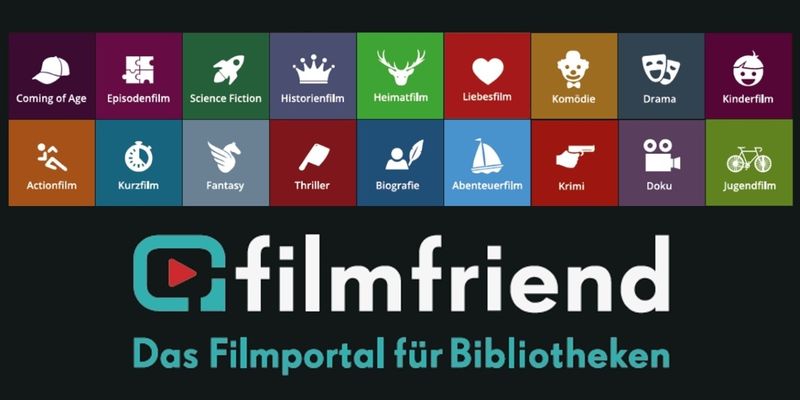 Coming of Age
Episodenfilm
Science Fiction
Historienfilm
Heimatfilm
Liebesfilm
Komödie
Drama
Kinderfilm
Actionfilm
Kurzfilm
Fantasy
Thriller
Biografie
Abenteuerfilm
Krimi
Doku
Jugendfilm
filmfriend
Das Filmportal für Bibliotheken